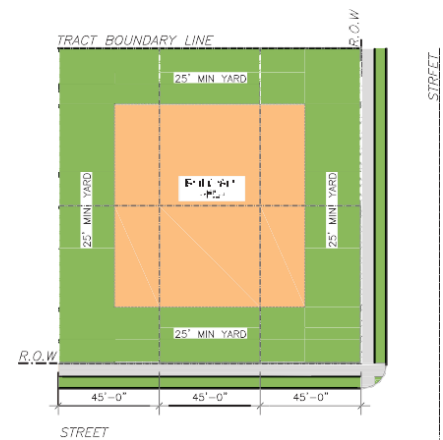 R.O.W
TRACT BOUNDARY LINE
STREET
25' MIN YARD
25' MIN YARD
25' MIN YARD
25' MIN YARD
R.O.W
45'-0"
45'-0"
45'-0"
STREET